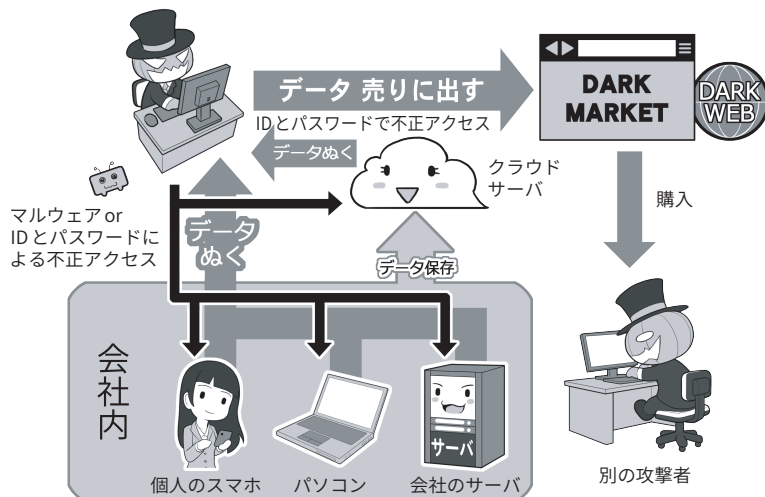 データ 売りに出す
IDとパスワードで不正アクセス
データぬく
DARK
MARKET
DARK
WEB
クラウド
サーバ
購入
マルウェアor
IDとパスワードに
よる不正アクセス
データ
ぬく
データ保存
会社内
サーバ
個人のスマホ
パソコン
会社のサーバ
別の攻撃者